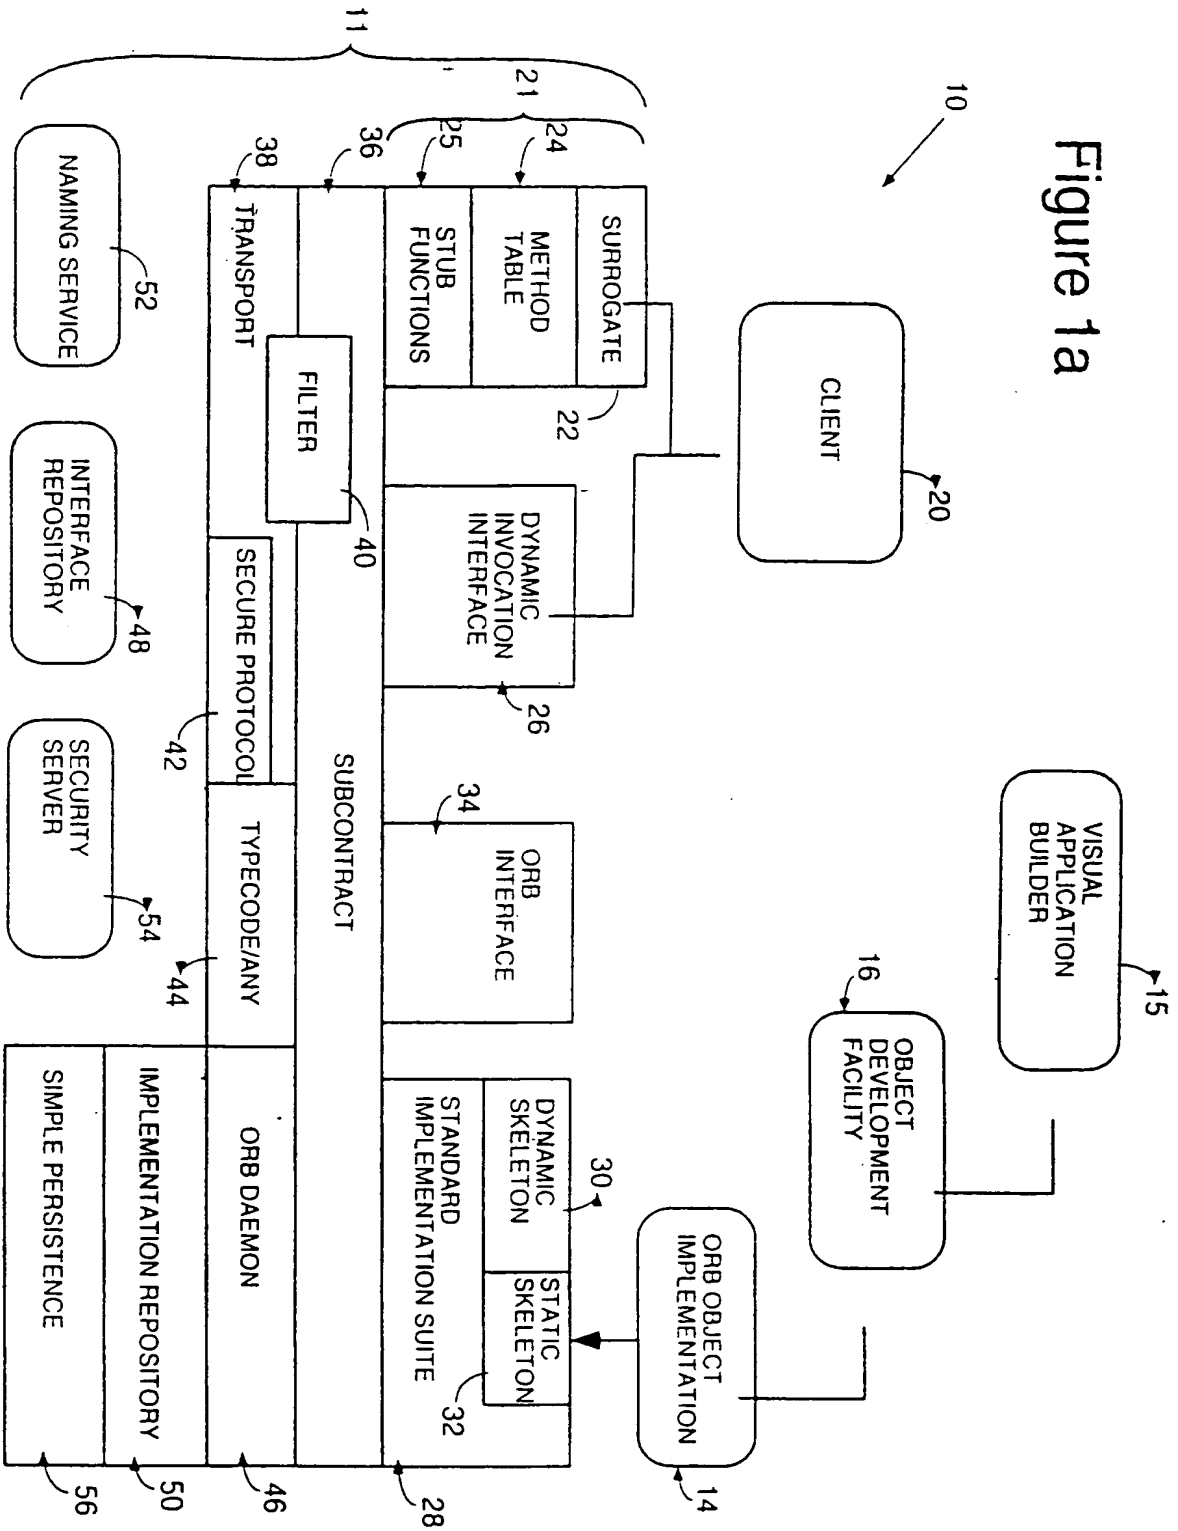 Figure 1a
10
VISUAL
APPLICATION
BUILDER
15
OBJECT
DEVELOPMENT
FACILITY
16
CLIENT
20
ORB OBJECT
IMPLEMENTATION
14
11
21
SURROGATE
22
METHOD
TABLE
24
STUB
FUNCTIONS
25
DYNAMIC
INVOCATION
INTERFACE
26
ORB
INTERFACE
34
DYNAMIC
SKELETON
30
STATIC
SKELETON
32
STANDARD
IMPLEMENTATION SUITE
28
36
SUBCONTRACT
FILTER
40
38
TRANSPORT
SECURE PROTOCOL
42
TYPECODE/ANY
44
ORB DAEMON
46
IMPLEMENTATION REPOSITORY
50
SIMPLE PERSISTENCE
56
NAMING SERVICE
52
INTERFACE
REPOSITORY
48
SECURITY
SERVER
54